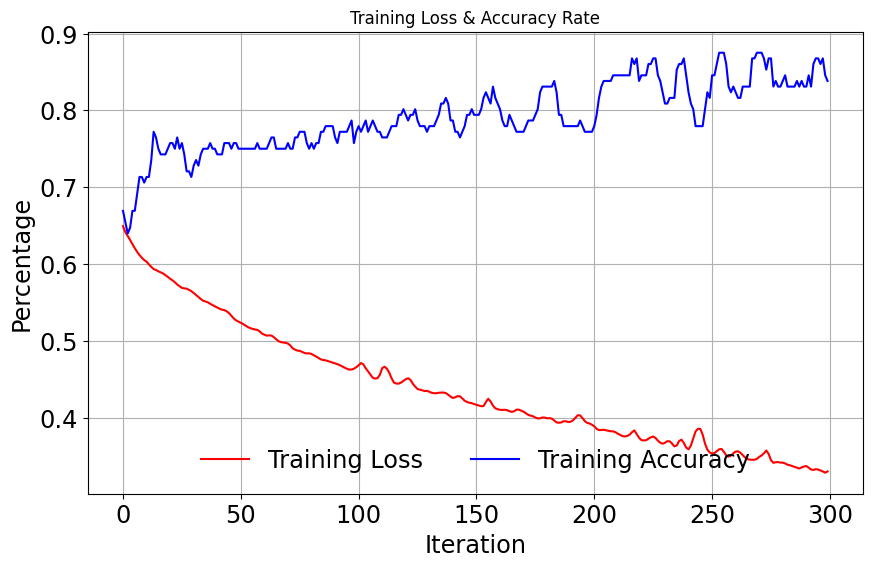 Training Loss & Accuracy Rate
0.9
0.8
0.7
0.6
0.5
0.4
Percentage
Training Loss
Training Accuracy
0
50
100
150
200
250
300
Iteration